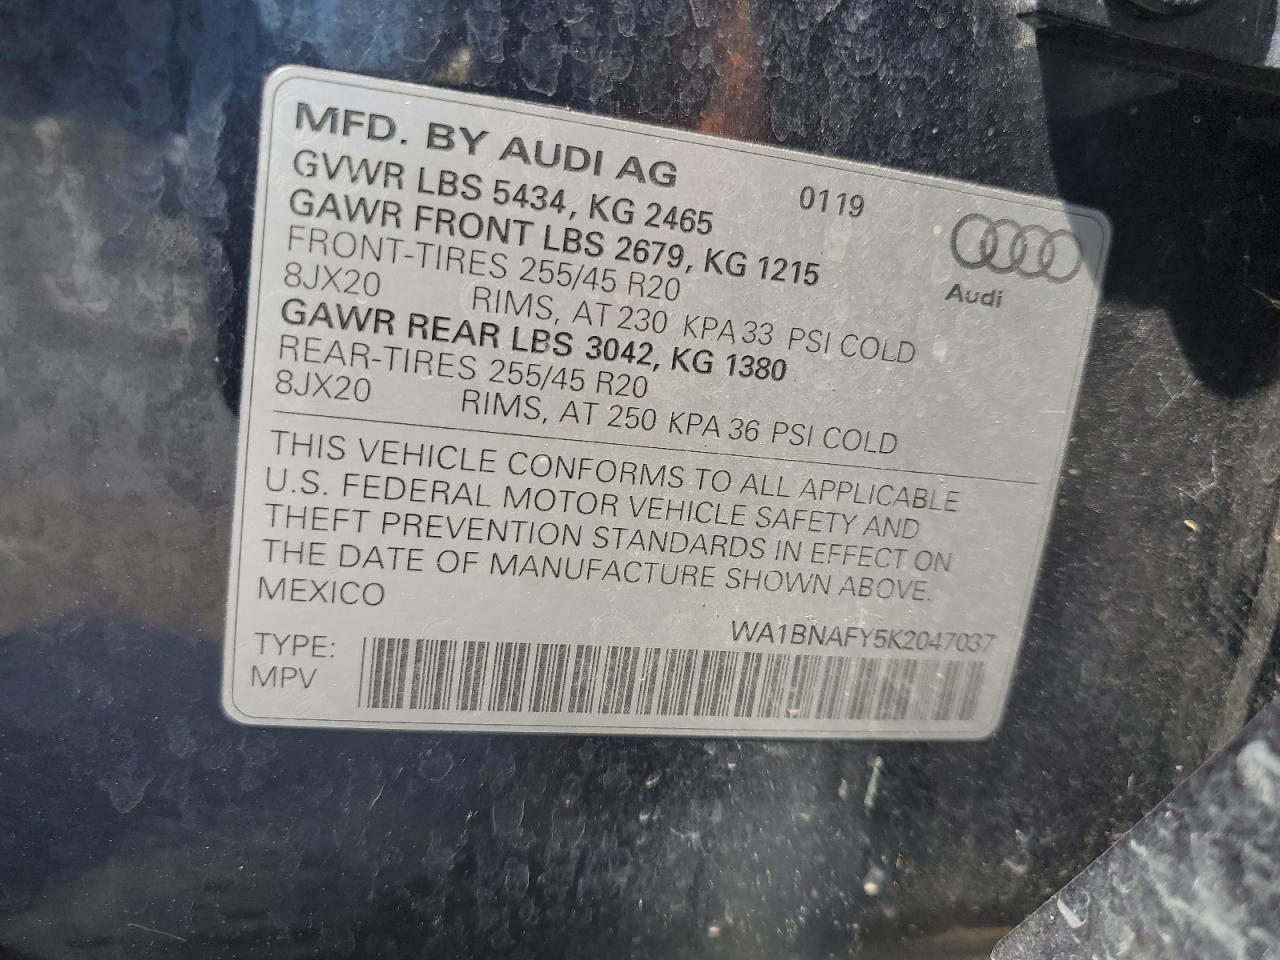 MFD. BY AUDI AG
0119
GVWR LBS 5434, KG 2465
GAWR FRONT LBS 2679, KG 1215
FRONT-TIRES 255/45 R20
8JX20 RIMS, AT 230 KPA 33 PSI COLD
Audi
GAWR REAR LBS 3042, KG 1380
REAR-TIRES 255/45 R20
8JX20 RIMS, AT 250 KPA 36 PSI COLD
THIS VEHICLE CONFORMS TO ALL APPLICABLE
U.S. FEDERAL MOTOR VEHICLE SAFETY AND
THEFT PREVENTION STANDARDS IN EFFECT ON
THE DATE OF MANUFACTURE SHOWN ABOVE.
MEXICO
WA1BNAFY5K2047037
TYPE:
MPV